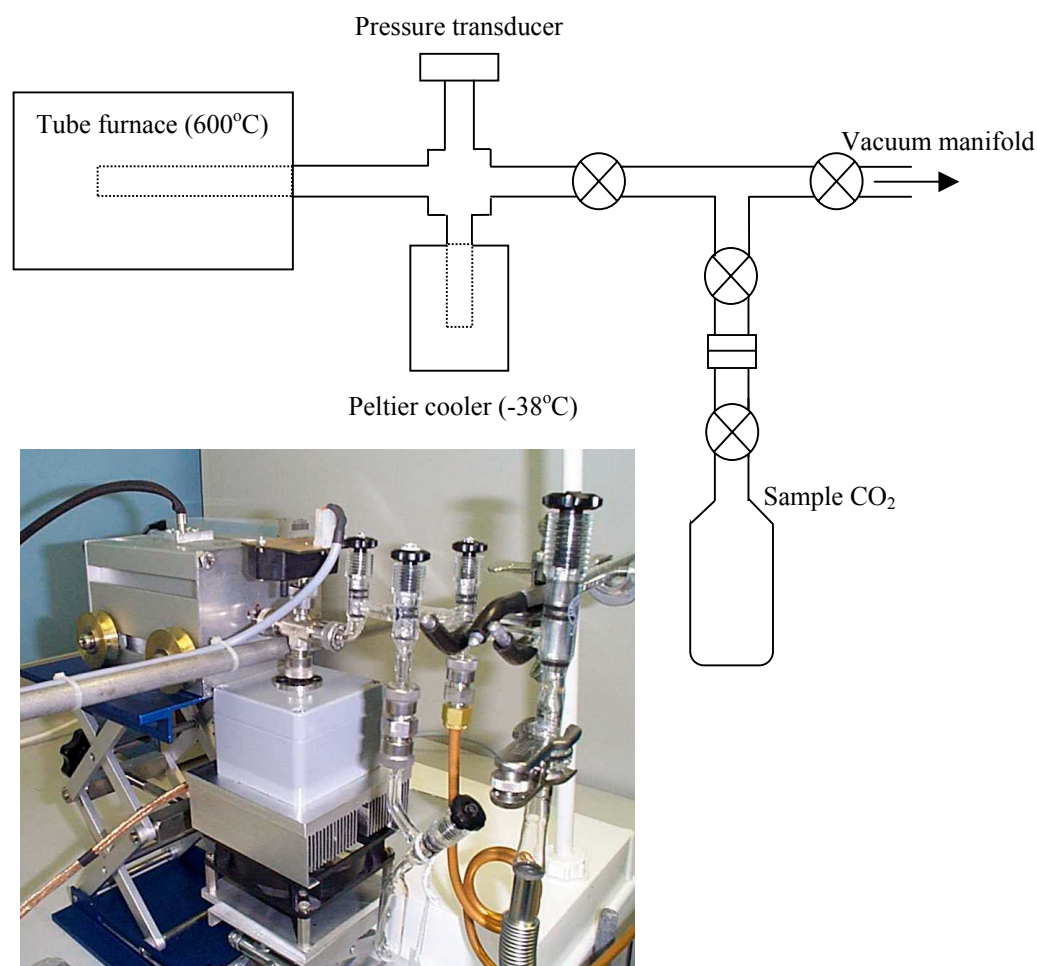 Pressure transducer
Tube furnace (600°C)
Vacuum manifold
Peltier cooler (-38°C)
Sample CO₂